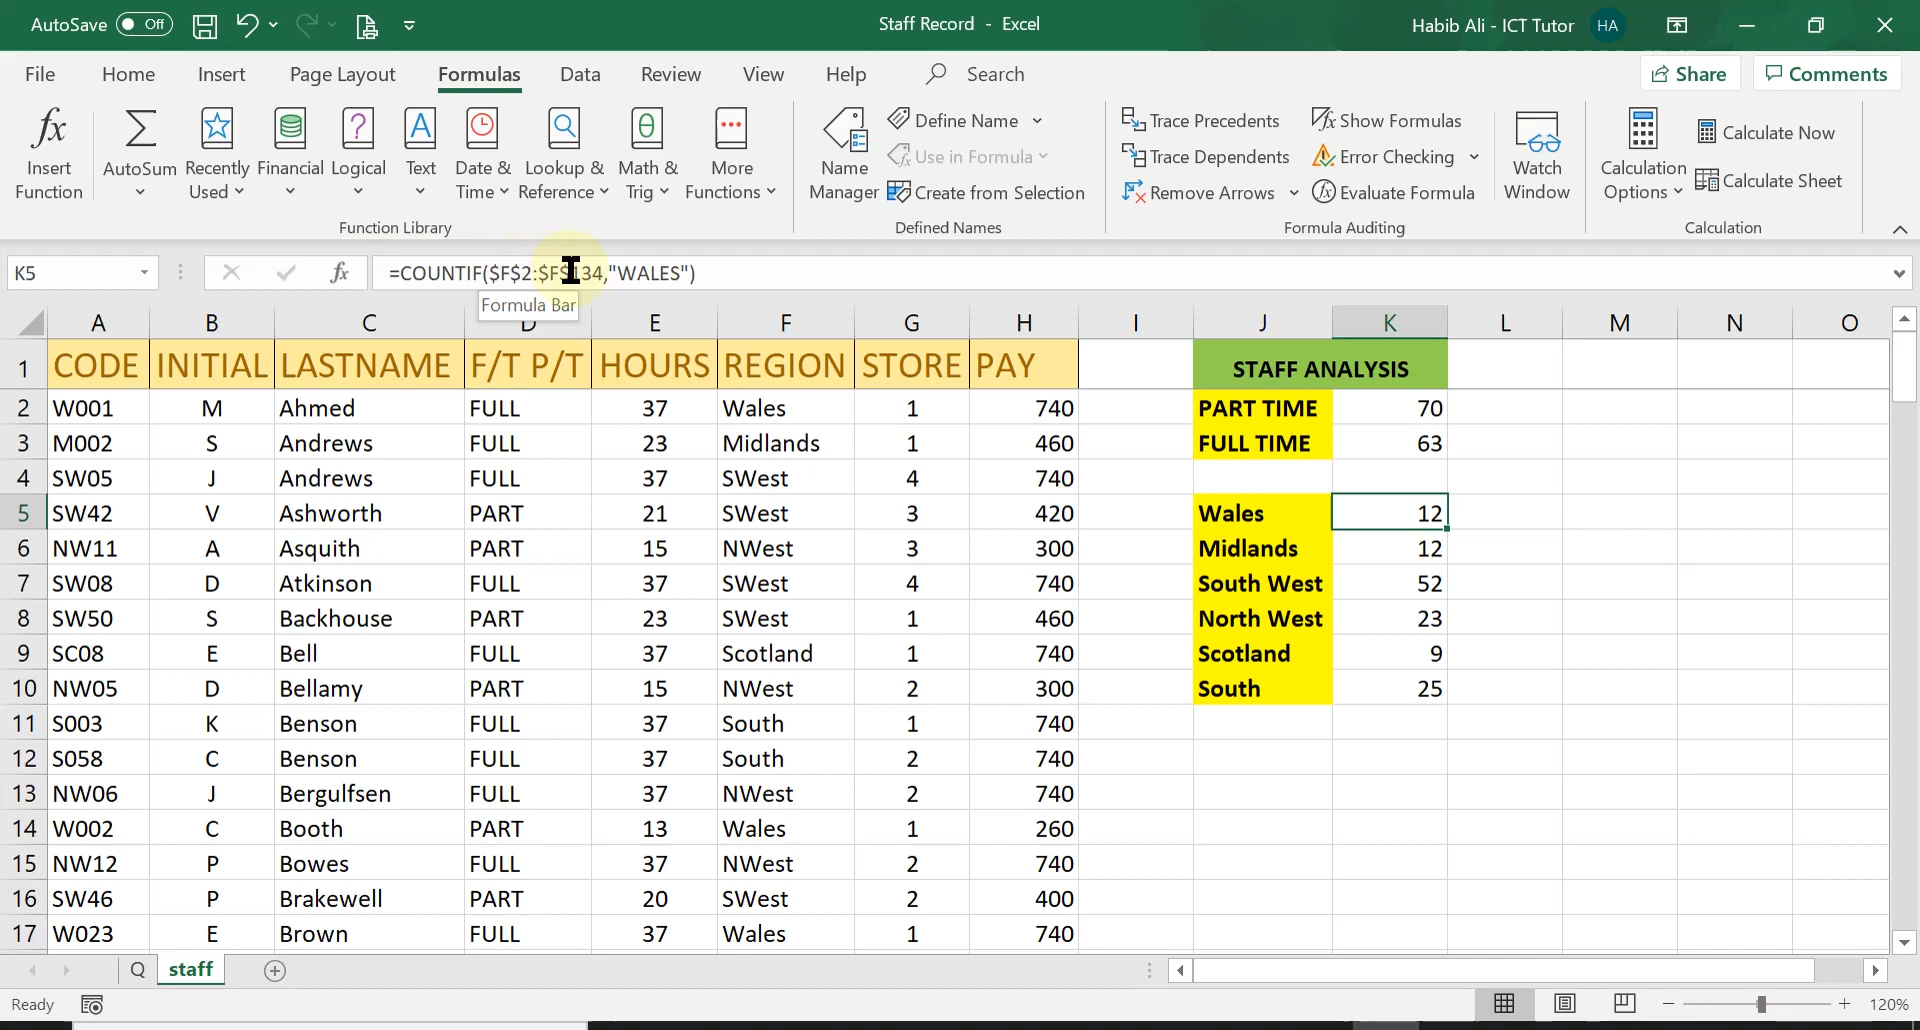 AutoSave Off Staff Record - Excel Habib Ali - ICT Tutor HA
File Home Insert Page Layout Formulas Data Review View Help Search Share Comments
Insert Function
AutoSum
Recently Used
Financial
Logical
Text
Date & Time
Lookup & Reference
Math & Trig
More Functions
Function Library
Name Manager
Define Name
Use in Formula
Create from Selection
Defined Names
Trace Precedents
Trace Dependents
Remove Arrows
Show Formulas
Error Checking
Evaluate Formula
Formula Auditing
Watch Window
Calculation Options
Calculate Now
Calculate Sheet
Calculation
K5 fx =COUNTIF($F$2:$F$134,"WALES")
Formula Bar
A B C D E F G H I J K L M N O
1 CODE INITIAL LASTNAME F/T P/T HOURS REGION STORE PAY STAFF ANALYSIS
2 W001 M Ahmed FULL 37 Wales 1 740 PART TIME 70
3 M002 S Andrews FULL 23 Midlands 1 460 FULL TIME 63
4 SW05 J Andrews FULL 37 SWest 4 740
5 SW42 V Ashworth PART 21 SWest 3 420 Wales 12
6 NW11 A Asquith PART 15 NWest 3 300 Midlands 12
7 SW08 D Atkinson FULL 37 SWest 4 740 South West 52
8 SW50 S Backhouse PART 23 SWest 1 460 North West 23
9 SC08 E Bell FULL 37 Scotland 1 740 Scotland 9
10 NW05 D Bellamy PART 15 NWest 2 300 South 25
11 S003 K Benson FULL 37 South 1 740
12 S058 C Benson FULL 37 South 2 740
13 NW06 J Bergulfsen FULL 37 NWest 2 740
14 W002 C Booth PART 13 Wales 1 260
15 NW12 P Bowes FULL 37 NWest 2 740
16 SW46 P Brakewell PART 20 SWest 2 400
17 W023 E Brown FULL 37 Wales 1 740
Q staff
Ready 120%